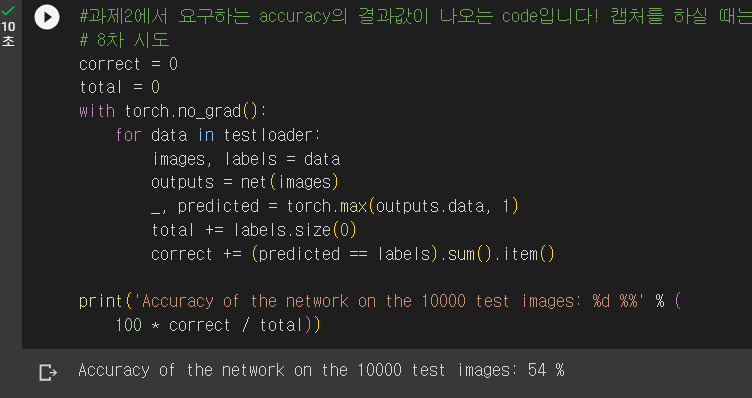 10
초
#과제2에서 요구하는 accuracy의 결과값이 나오는 code입니다! 캡처를 하실 때는
# 8차 시도
correct = 0
total = 0
with torch.no_grad():
    for data in testloader:
        images, labels = data
        outputs = net(images)
        _, predicted = torch.max(outputs.data, 1)
        total += labels.size(0)
        correct += (predicted == labels).sum().item()
print('Accuracy of the network on the 10000 test images: %d %%' % (
    100 * correct / total))
Accuracy of the network on the 10000 test images: 54 %